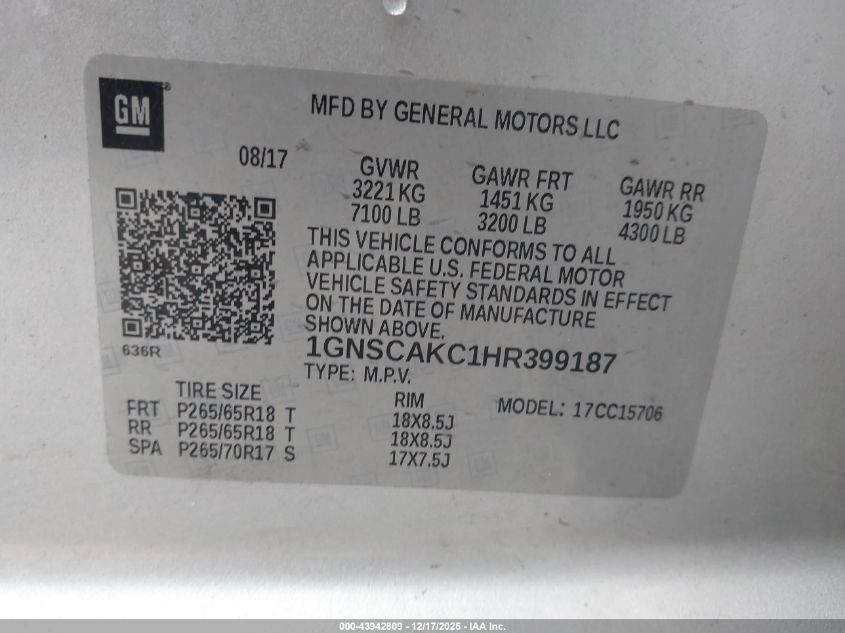 GM
MFD BY GENERAL MOTORS LLC
08/17
GVWR GAWR FRT GAWR RR
3221 KG 1451 KG 1950 KG
7100 LB 3200 LB 4300 LB
THIS VEHICLE CONFORMS TO ALL
APPLICABLE U.S. FEDERAL MOTOR
VEHICLE SAFETY STANDARDS IN EFFECT
ON THE DATE OF MANUFACTURE
SHOWN ABOVE.
636R
1GNSCAKC1HR399187
TYPE: M.P.V.
TIRE SIZE RIM MODEL: 17CC15706
FRT P265/65R18 T 18X8.5J
RR P265/65R18 T 18X8.5J
SPA P265/70R17 S 17X7.5J
000-43942809 - 12/17/2025 - IAA Inc.